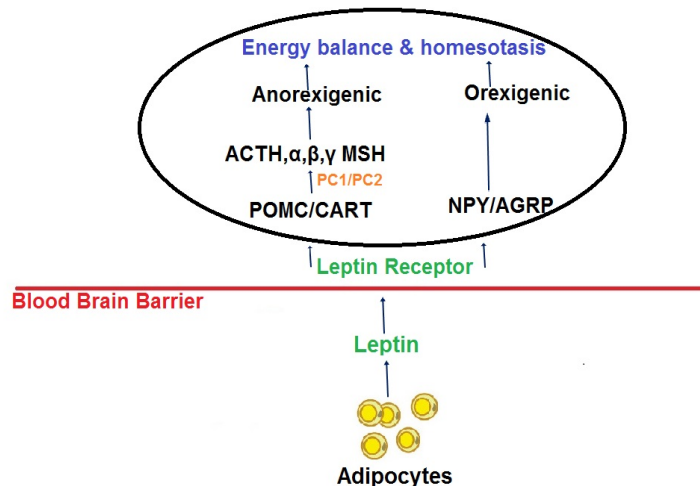 Energy balance & homesotasis
Anorexigenic
Orexigenic
ACTH,α,β,γ MSH
PC1/PC2
POMC/CART
NPY/AGRP
Leptin Receptor
Blood Brain Barrier
Leptin
Adipocytes